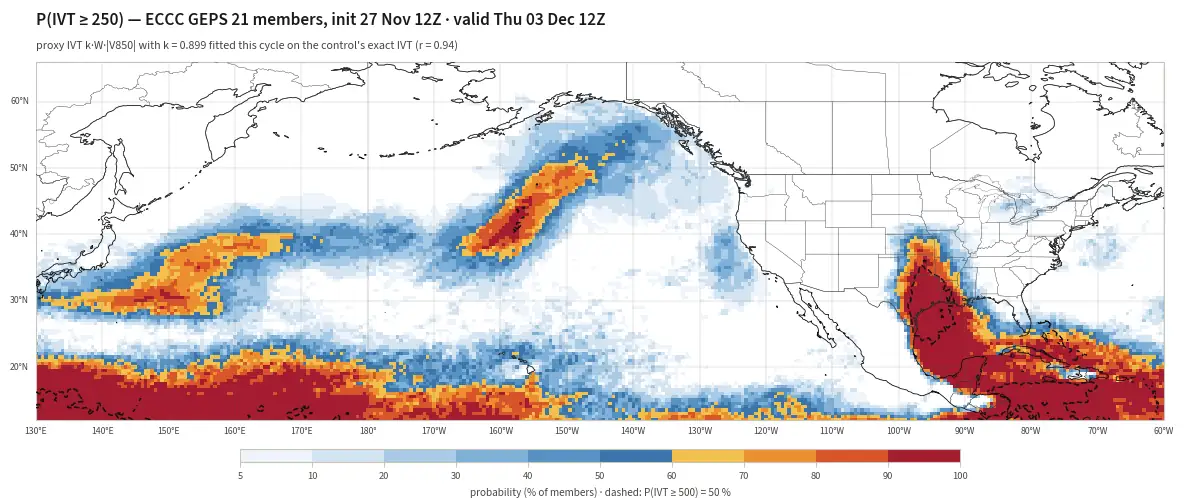 P(IVT ≥ 250) — ECCC GEPS 21 members, init 27 Nov 12Z · valid Thu 03 Dec 12Z
proxy IVT k·W·|V850| with k = 0.899 fitted this cycle on the control's exact IVT (r = 0.94)
60°N
50°N
40°N
30°N
20°N
130°E 140°E 150°E 160°E 170°E 180° 170°W 160°W 150°W 140°W 130°W 120°W 110°W 100°W 90°W 80°W 70°W 60°W
5 10 20 30 40 50 60 70 80 90 100
probability (% of members) · dashed: P(IVT ≥ 500) = 50 %